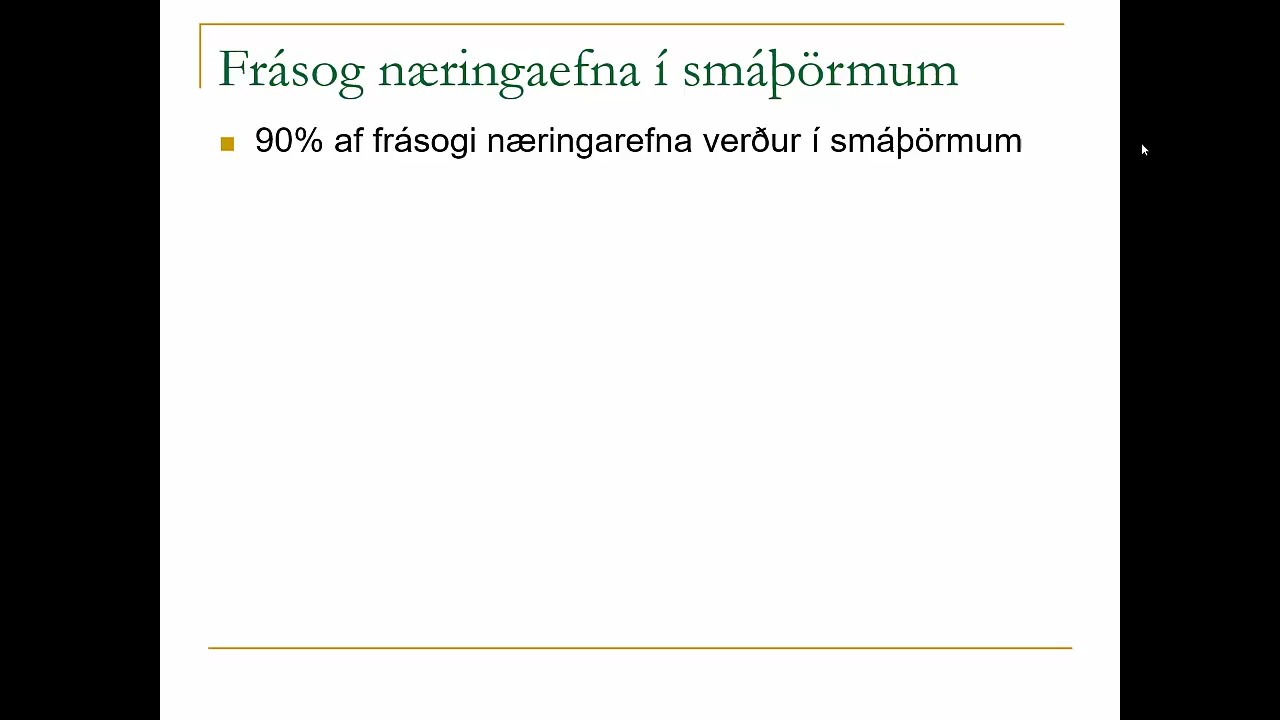 Frásog næringaefna í smáþörmum
90% af frásogi næringarefna verður í smáþörmum